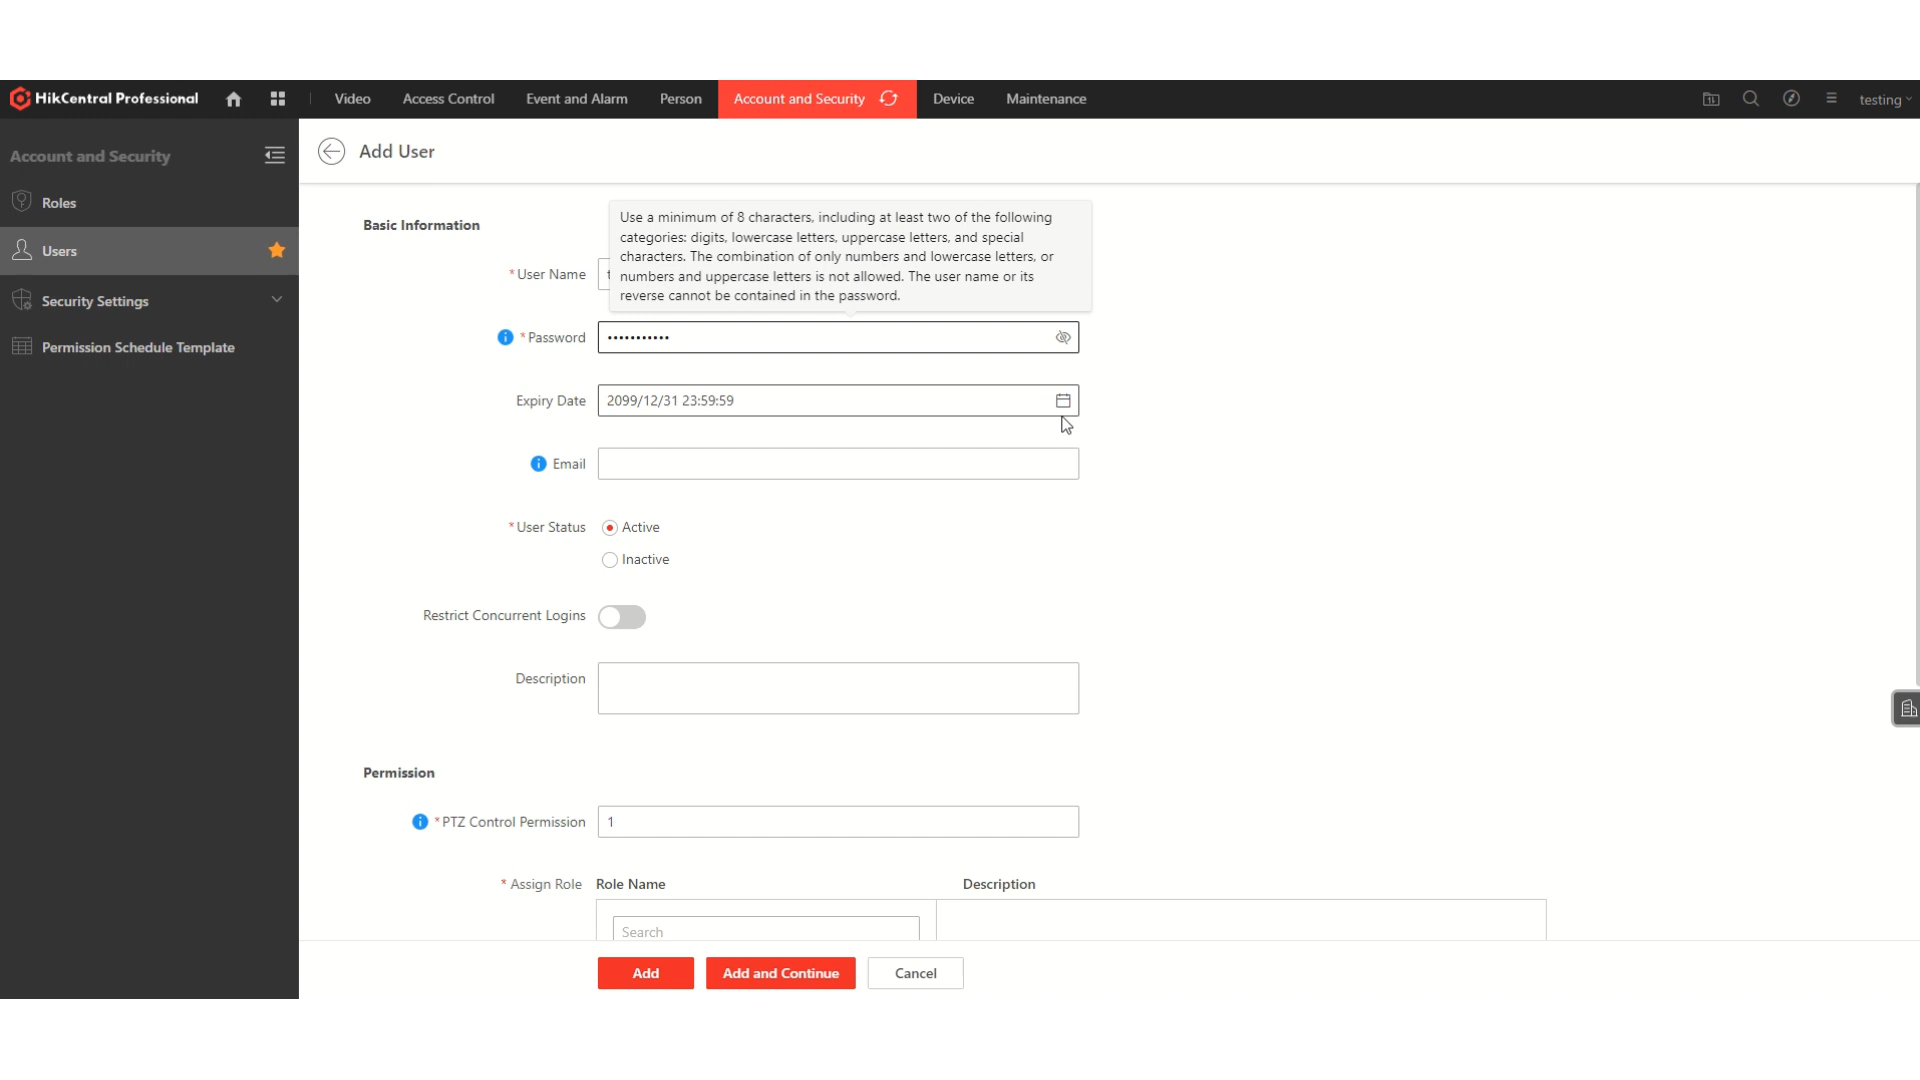 HikCentral Professional
Video
Access Control
Event and Alarm
Person
Account and Security
Device
Maintenance
testing
Account and Security
Roles
Users
Security Settings
Permission Schedule Template
Add User
Basic Information
Use a minimum of 8 characters, including at least two of the following
categories: digits, lowercase letters, uppercase letters, and special
characters. The combination of only numbers and lowercase letters, or
numbers and uppercase letters is not allowed. The user name or its
reverse cannot be contained in the password.
* User Name
* Password •••••••••••
Expiry Date 2099/12/31 23:59:59
Email
* User Status Active
Inactive
Restrict Concurrent Logins
Description
Permission
* PTZ Control Permission 1
* Assign Role Role Name Description
Search
Add
Add and Continue
Cancel